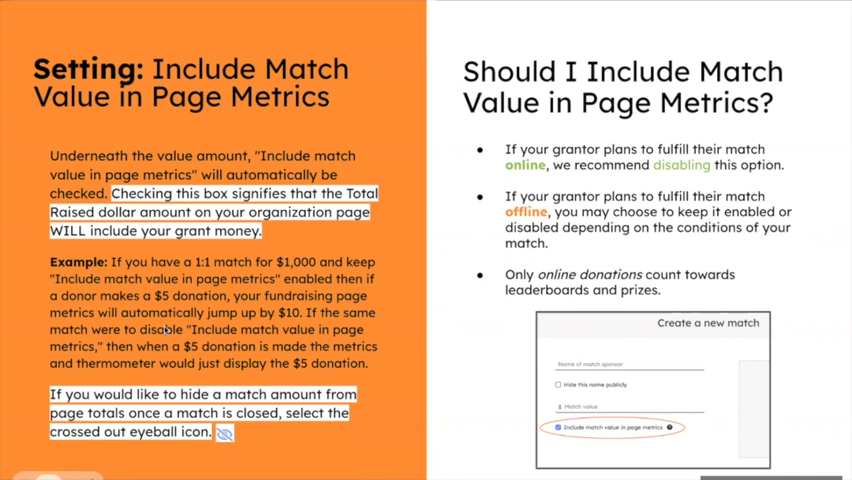 Setting: Include Match
Value in Page Metrics
Underneath the value amount, "Include match
value in page metrics" will automatically be
checked. Checking this box signifies that the Total
Raised dollar amount on your organization page
WILL include your grant money.
Example: If you have a 1:1 match for $1,000 and keep
"Include match value in page metrics" enabled then if
a donor makes a $5 donation, your fundraising page
metrics will automatically jump up by $10. If the same
match were to disable "Include match value in page
metrics," then when a $5 donation is made the metrics
and thermometer would just display the $5 donation.
If you would like to hide a match amount from
page totals once a match is closed, select the
crossed out eyeball icon.
Should I Include Match
Value in Page Metrics?
● If your grantor plans to fulfill their match
online, we recommend disabling this option.
● If your grantor plans to fulfill their match
offline, you may choose to keep it enabled or
disabled depending on the conditions of your
match.
● Only online donations count towards
leaderboards and prizes.
Create a new match
Name of match sponsor
Hide this name publicly
$ Match value
Include match value in page metrics ?